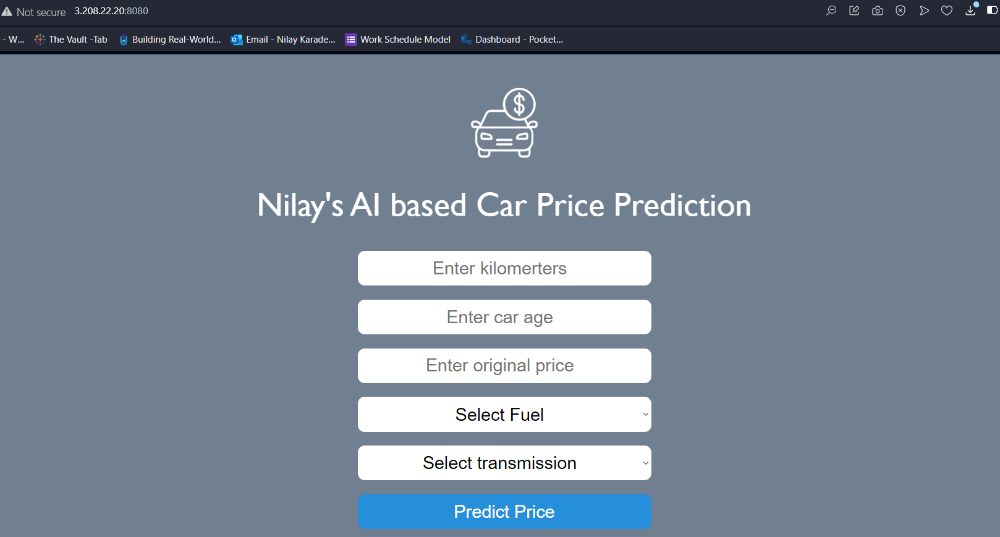 Not secure 3.208.22.20:8080
- W... The Vault -Tab Building Real-World... Email - Nilay Karade... Work Schedule Model Dashboard - Pocket...
$
Nilay's AI based Car Price Prediction
Enter kilomerters
Enter car age
Enter original price
Select Fuel
Select transmission
Predict Price